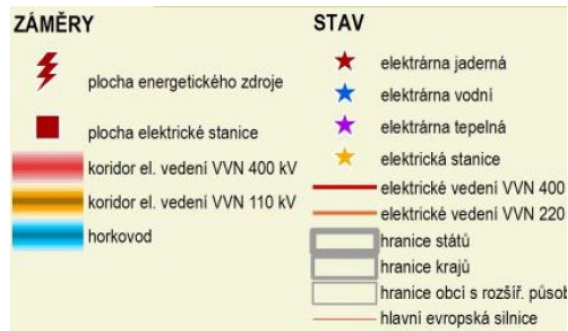 ZÁMĚRY
plocha energetického zdroje
plocha elektrické stanice
koridor el. vedení VVN 400 kV
koridor el. vedení VVN 110 kV
horkovod
STAV
elektrárna jaderná
elektrárna vodní
elektrárna tepelná
elektrická stanice
elektrické vedení VVN 400
elektrické vedení VVN 220
hranice států
hranice krajů
hranice obcí s rozšíř. působ
hlavní evropská silnice